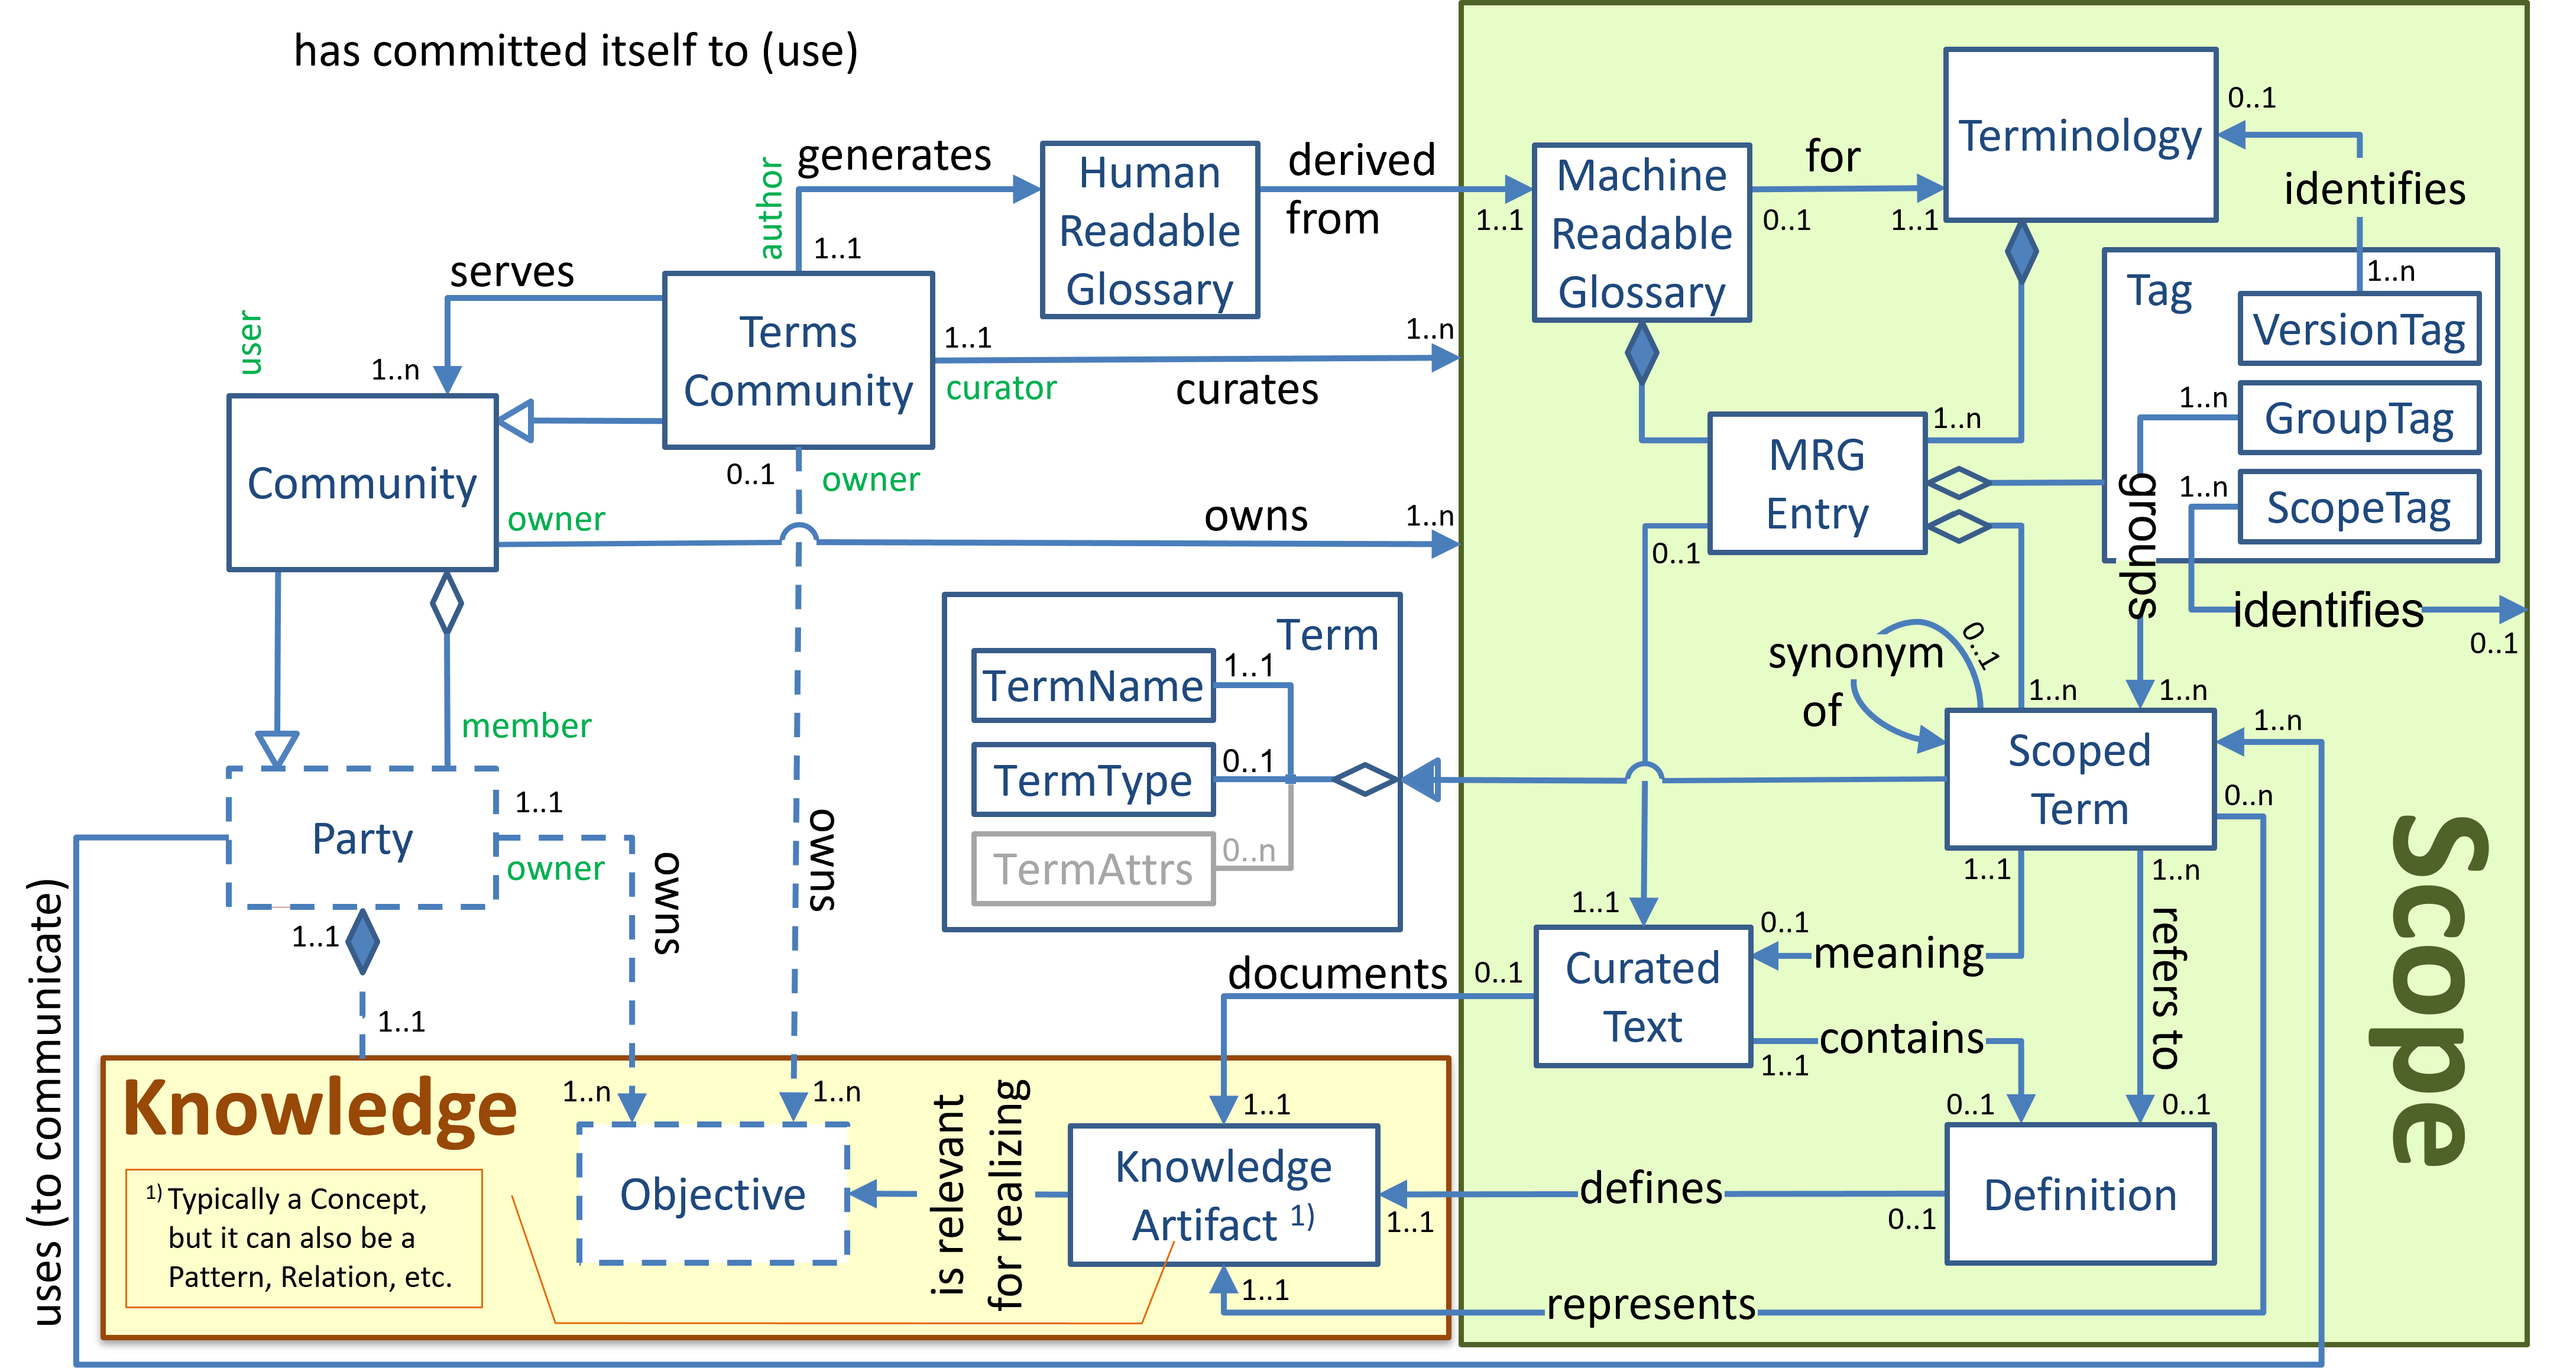 has committed itself to (use)
Terminology
0..1
identifies
generates
author
1..1
Human
Readable
Glossary
derived
from
1..1
Machine
Readable
Glossary
for
0..1
1..1
Tag
1..n
VersionTag
1..n
GroupTag
1..n
ScopeTag
groups
identifies
0..1
serves
user
1..n
Terms
Community
1..1
curator
curates
1..n
0..1
owner
Community
owner
owns
1..n
MRG
Entry
1..n
0..1
Term
TermName
1..1
TermType
0..1
TermAttrs
0..n
synonym
of
0..1
1..n
1..n
1..n
Scoped
Term
0..n
Scope
member
Party
1..1
owner
owns
owns
1..1
1..1
uses (to communicate)
1..1
0..1
meaning
1..1
1..n
refers to
Curated
Text
documents
0..1
contains
1..1
0..1
0..1
Knowledge
1..n
1..n
1..1
Objective
is relevant
for realizing
Knowledge
Artifact 1)
1..1
defines
0..1
Definition
1) Typically a Concept,
but it can also be a
Pattern, Relation, etc.
1..1
represents